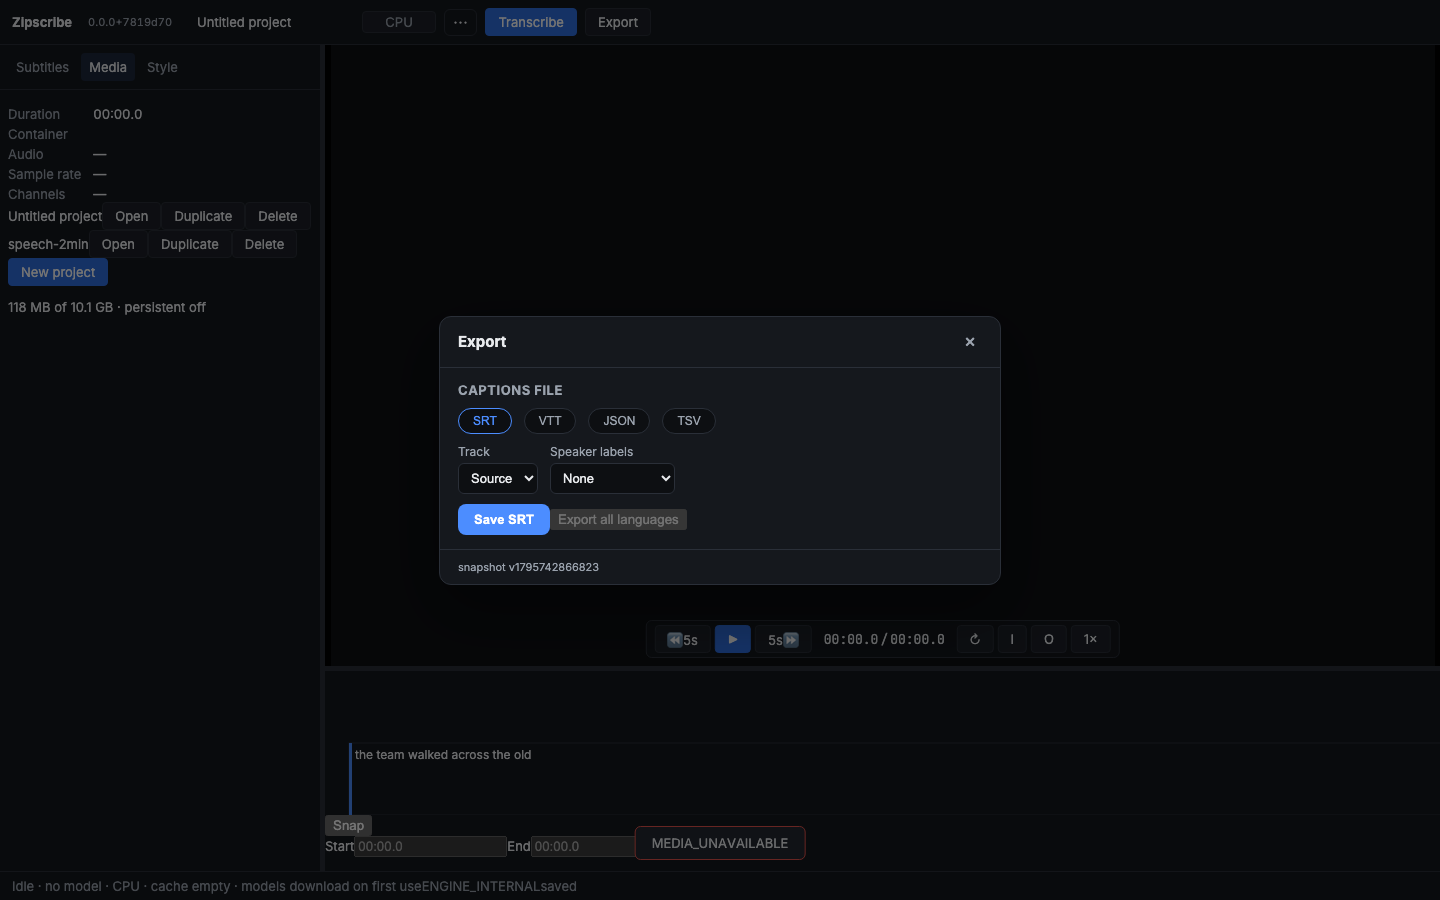 Zipscribe 0.0.0+7819d70 Untitled project CPU ··· Transcribe Export
Subtitles Media Style
Duration 00:00.0
Container
Audio —
Sample rate —
Channels —
Untitled project Open Duplicate Delete
speech-2min Open Duplicate Delete
New project
118 MB of 10.1 GB · persistent off
Export ×
CAPTIONS FILE
SRT VTT JSON TSV
Track Speaker labels
Source None
Save SRT Export all languages
snapshot v1795742866823
⏪5s ▶ 5s⏩ 00:00.0/00:00.0 ↻ I O 1×
the team walked across the old
Snap
Start 00:00.0 End 00:00.0 MEDIA_UNAVAILABLE
Idle · no model · CPU · cache empty · models download on first useENGINE_INTERNALsaved